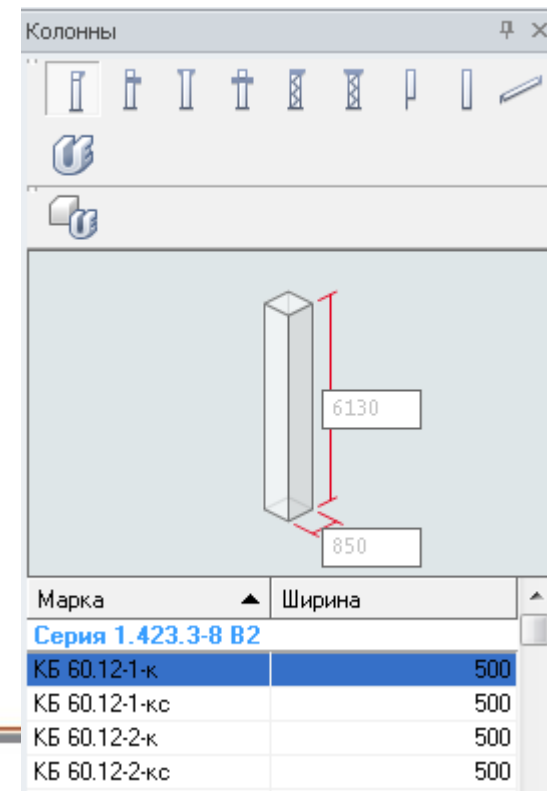 Колонны
6130
850
Марка Ширина
Серия 1.423.3-8 В2
КБ 60.12-1-к 500
КБ 60.12-1-кс 500
КБ 60.12-2-к 500
КБ 60.12-2-кс 500